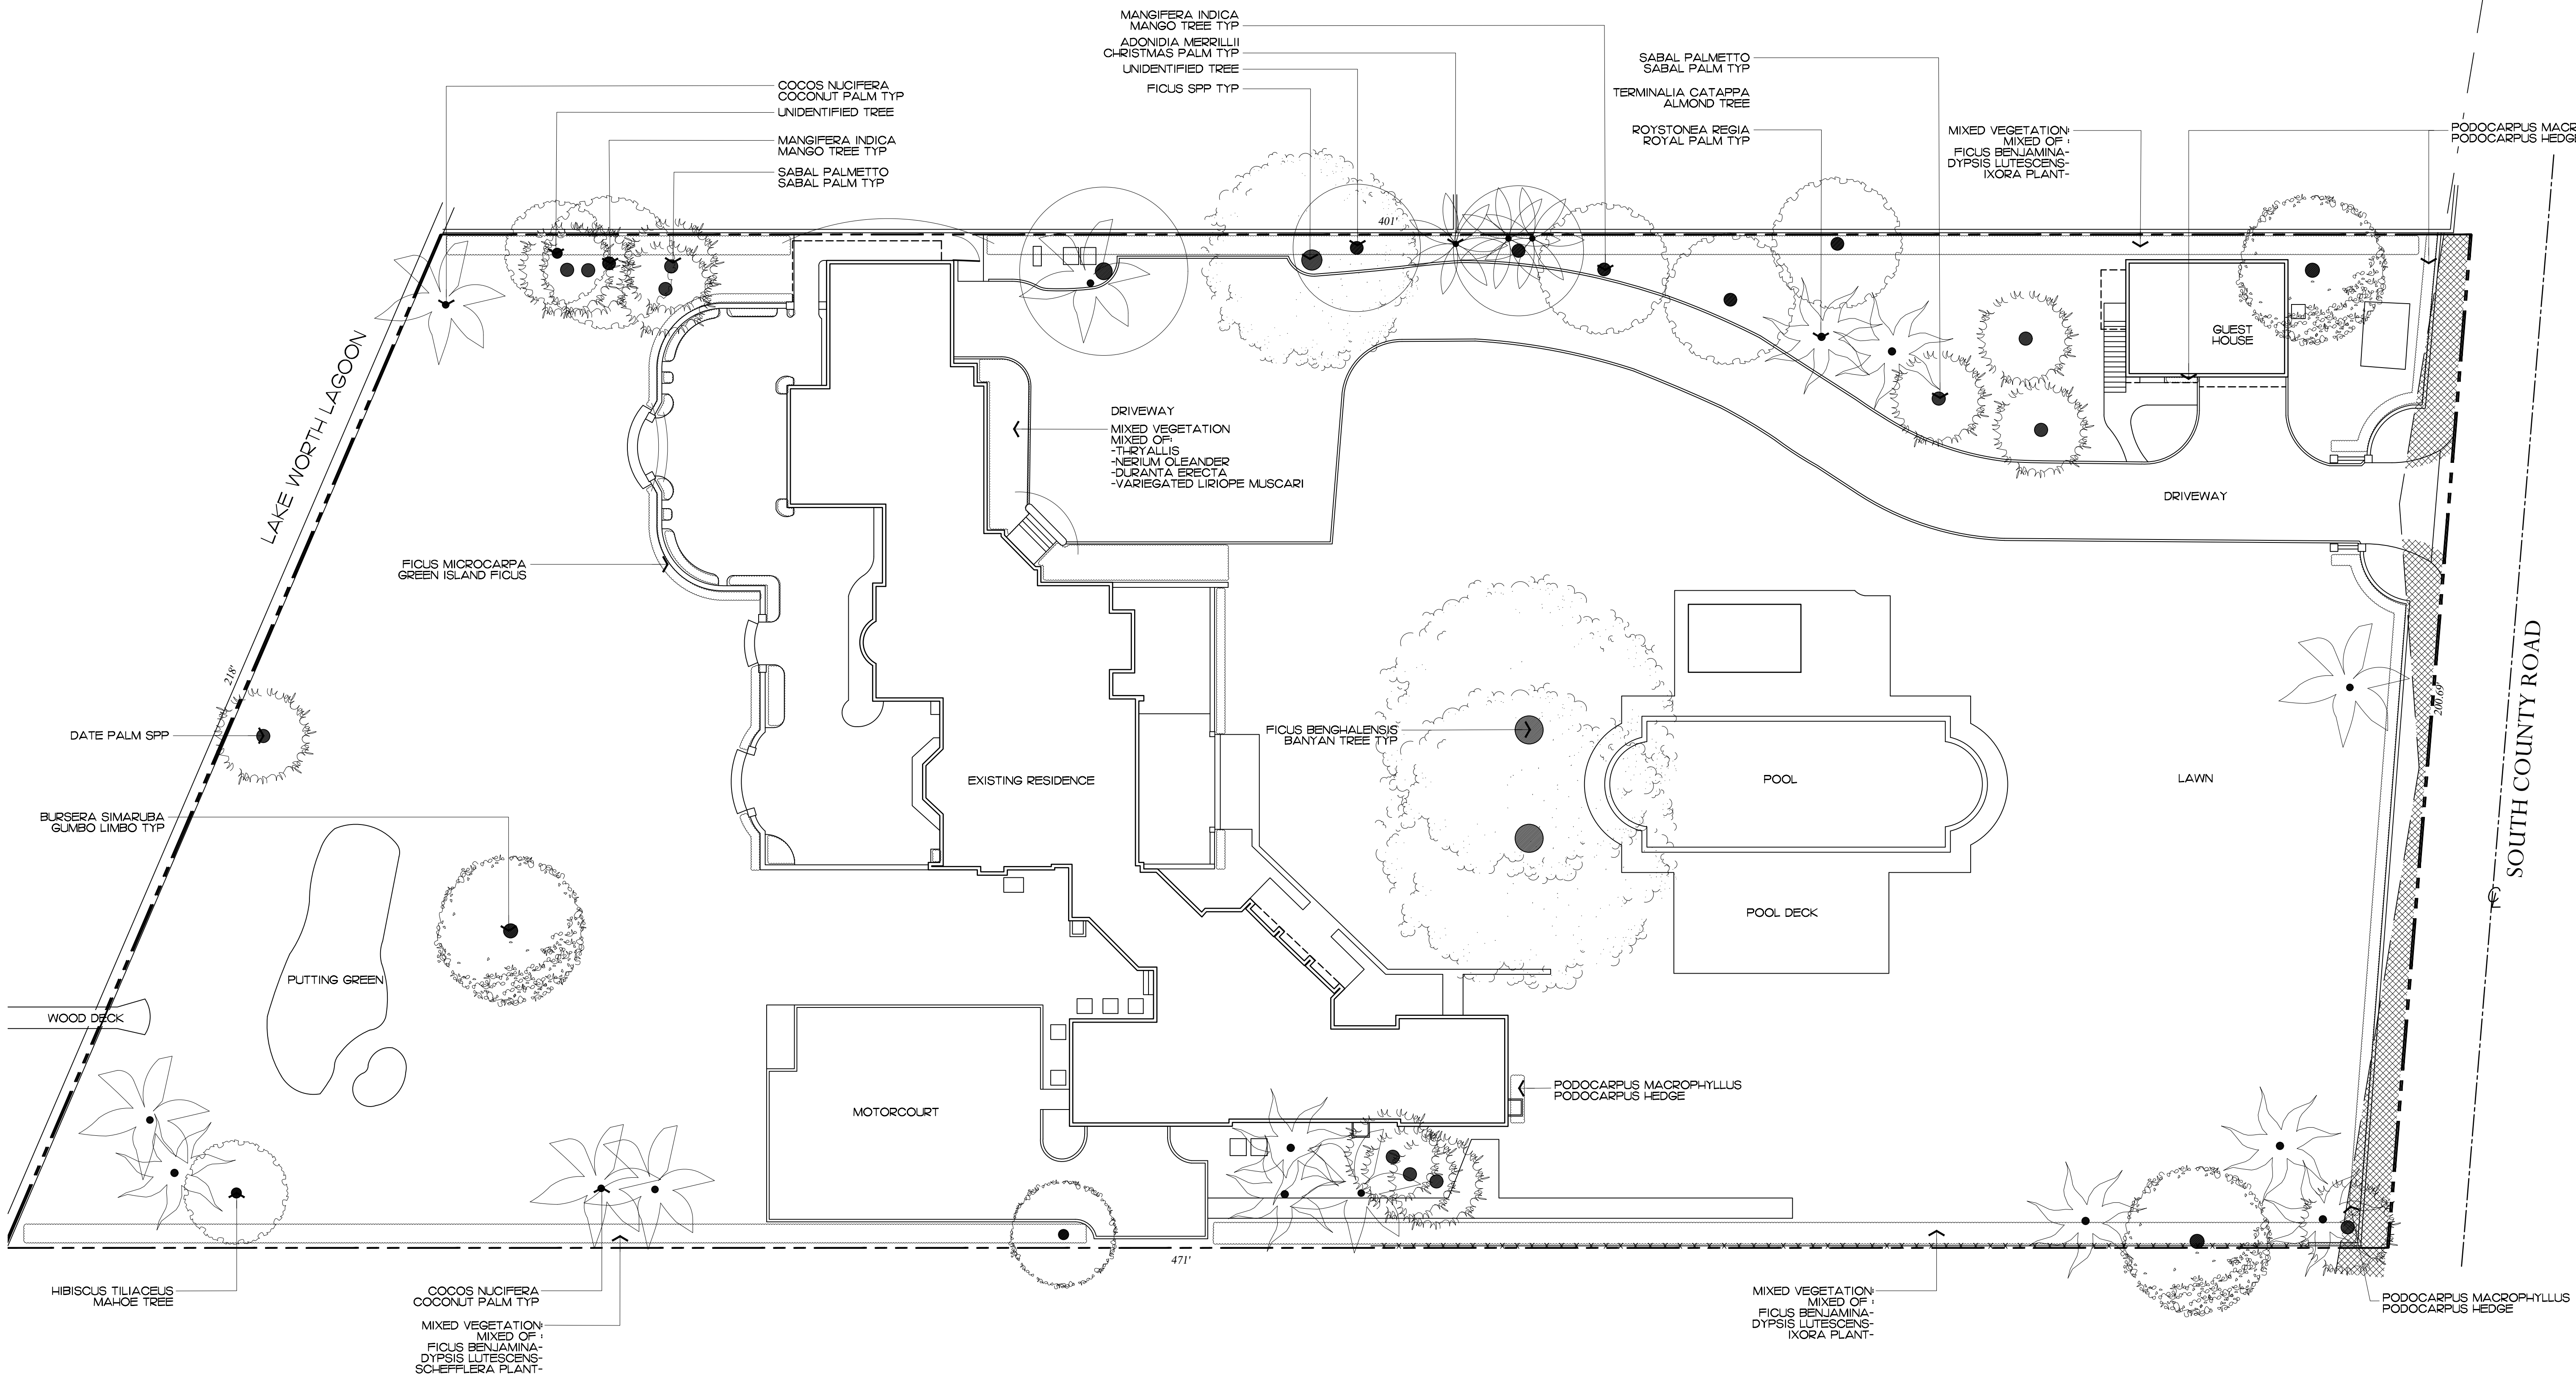 MANGIFERA INDICA
MANGO TREE TYP
ADONIDIA MERRILLII
CHRISTMAS PALM TYP
UNIDENTIFIED TREE
FICUS SPP TYP
COCOS NUCIFERA
COCONUT PALM TYP
UNIDENTIFIED TREE
MANGIFERA INDICA
MANGO TREE TYP
SABAL PALMETTO
SABAL PALM TYP
SABAL PALMETTO
SABAL PALM TYP
TERMINALIA CATAPPA
ALMOND TREE
ROYSTONEA REGIA
ROYAL PALM TYP
MIXED VEGETATION:
MIXED OF :
FICUS BENJAMINA-
DYPSIS LUTESCENS-
IXORA PLANT-
PODOCARPUS MACR
PODOCARPUS HEDGE
401'
LAKE WORTH LAGOON
218'
GUEST
HOUSE
DRIVEWAY
MIXED VEGETATION
MIXED OF:
-THRYALLIS
-NERIUM OLEANDER
-DURANTA ERECTA
-VARIEGATED LIRIOPE MUSCARI
DRIVEWAY
FICUS MICROCARPA
GREEN ISLAND FICUS
DATE PALM SPP
FICUS BENGHALENSIS
BANYAN TREE TYP
EXISTING RESIDENCE
POOL
LAWN
200.69'
SOUTH COUNTY ROAD
CL
BURSERA SIMARUBA
GUMBO LIMBO TYP
POOL DECK
PUTTING GREEN
WOOD DECK
MOTORCOURT
PODOCARPUS MACROPHYLLUS
PODOCARPUS HEDGE
471'
HIBISCUS TILIACEUS
MAHOE TREE
COCOS NUCIFERA
COCONUT PALM TYP
MIXED VEGETATION:
MIXED OF :
FICUS BENJAMINA-
DYPSIS LUTESCENS-
SCHEFFLERA PLANT-
MIXED VEGETATION:
MIXED OF :
FICUS BENJAMINA-
DYPSIS LUTESCENS-
IXORA PLANT-
PODOCARPUS MACROPHYLLUS
PODOCARPUS HEDGE